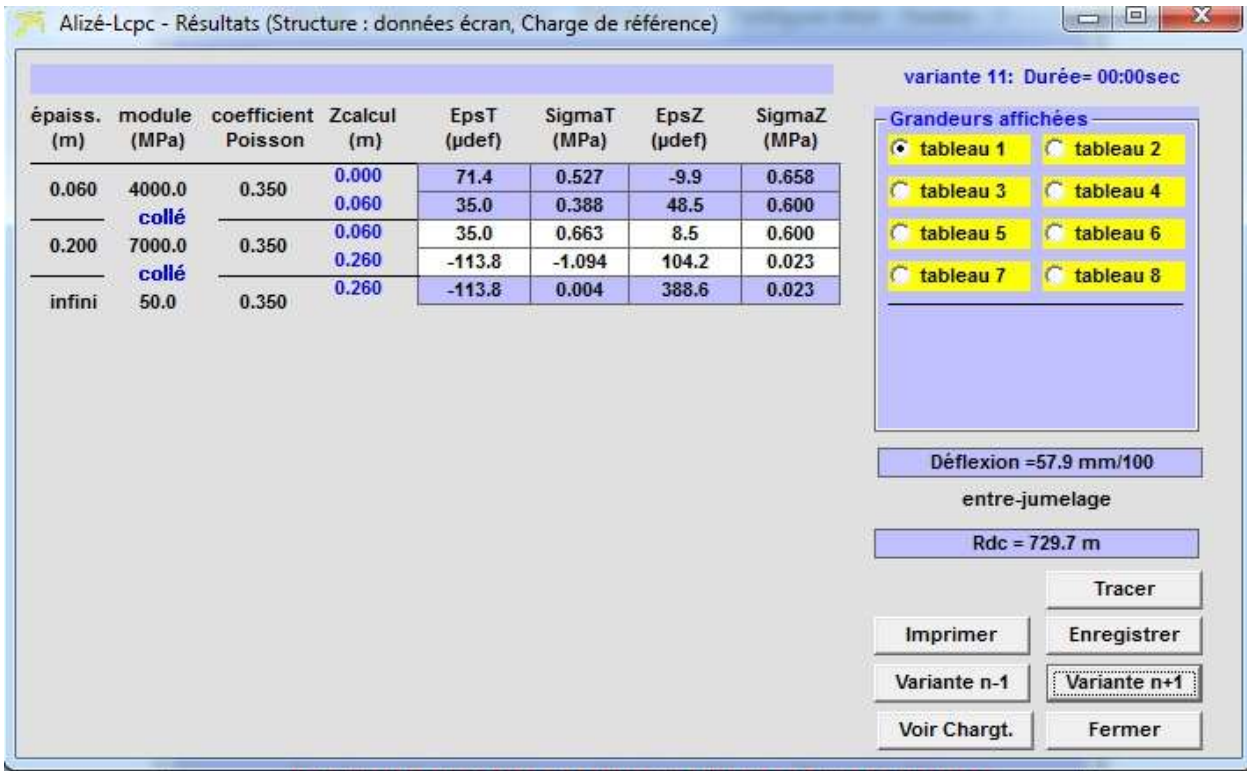 Alizé-Lcpc - Résultats (Structure : données écran, Charge de référence)
variante 11: Durée= 00:00sec
épaiss. module coefficient Zcalcul EpsT SigmaT EpsZ SigmaZ
(m) (MPa) Poisson (m) (µdef) (MPa) (µdef) (MPa)
0.000 71.4 0.527 -9.9 0.658
0.060 4000.0 0.350
0.060 35.0 0.388 48.5 0.600
collé
0.060 35.0 0.663 8.5 0.600
0.200 7000.0 0.350
0.260 -113.8 -1.094 104.2 0.023
collé
0.260 -113.8 0.004 388.6 0.023
infini 50.0 0.350
Grandeurs affichées
tableau 1 tableau 2
tableau 3 tableau 4
tableau 5 tableau 6
tableau 7 tableau 8
Déflexion =57.9 mm/100
entre-jumelage
Rdc = 729.7 m
Tracer
Imprimer Enregistrer
Variante n-1 Variante n+1
Voir Chargt. Fermer